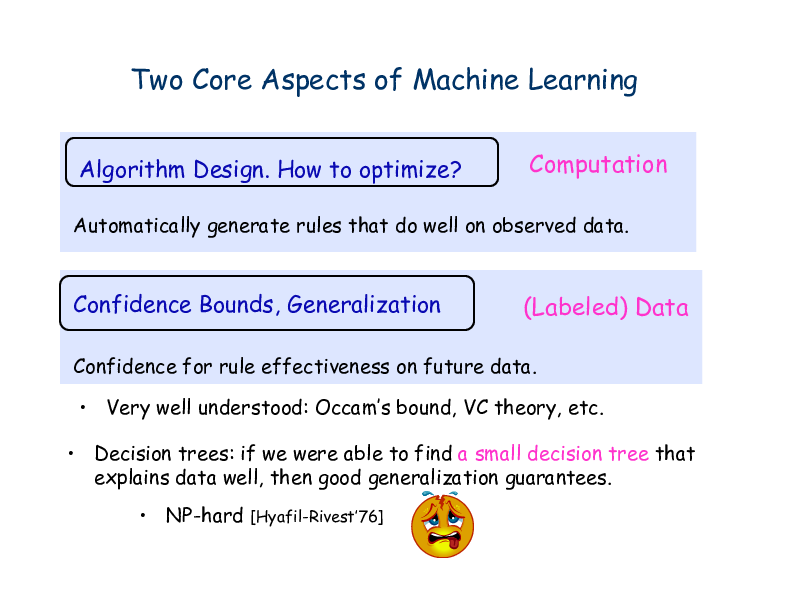 Two Core Aspects of Machine Learning
Algorithm Design. How to optimize?
Computation
Automatically generate rules that do well on observed data.
Confidence Bounds, Generalization
(Labeled) Data
Confidence for rule effectiveness on future data.
• Very well understood: Occam's bound, VC theory, etc.
• Decision trees: if we were able to find a small decision tree that
explains data well, then good generalization guarantees.
• NP-hard [Hyafil-Rivest'76]